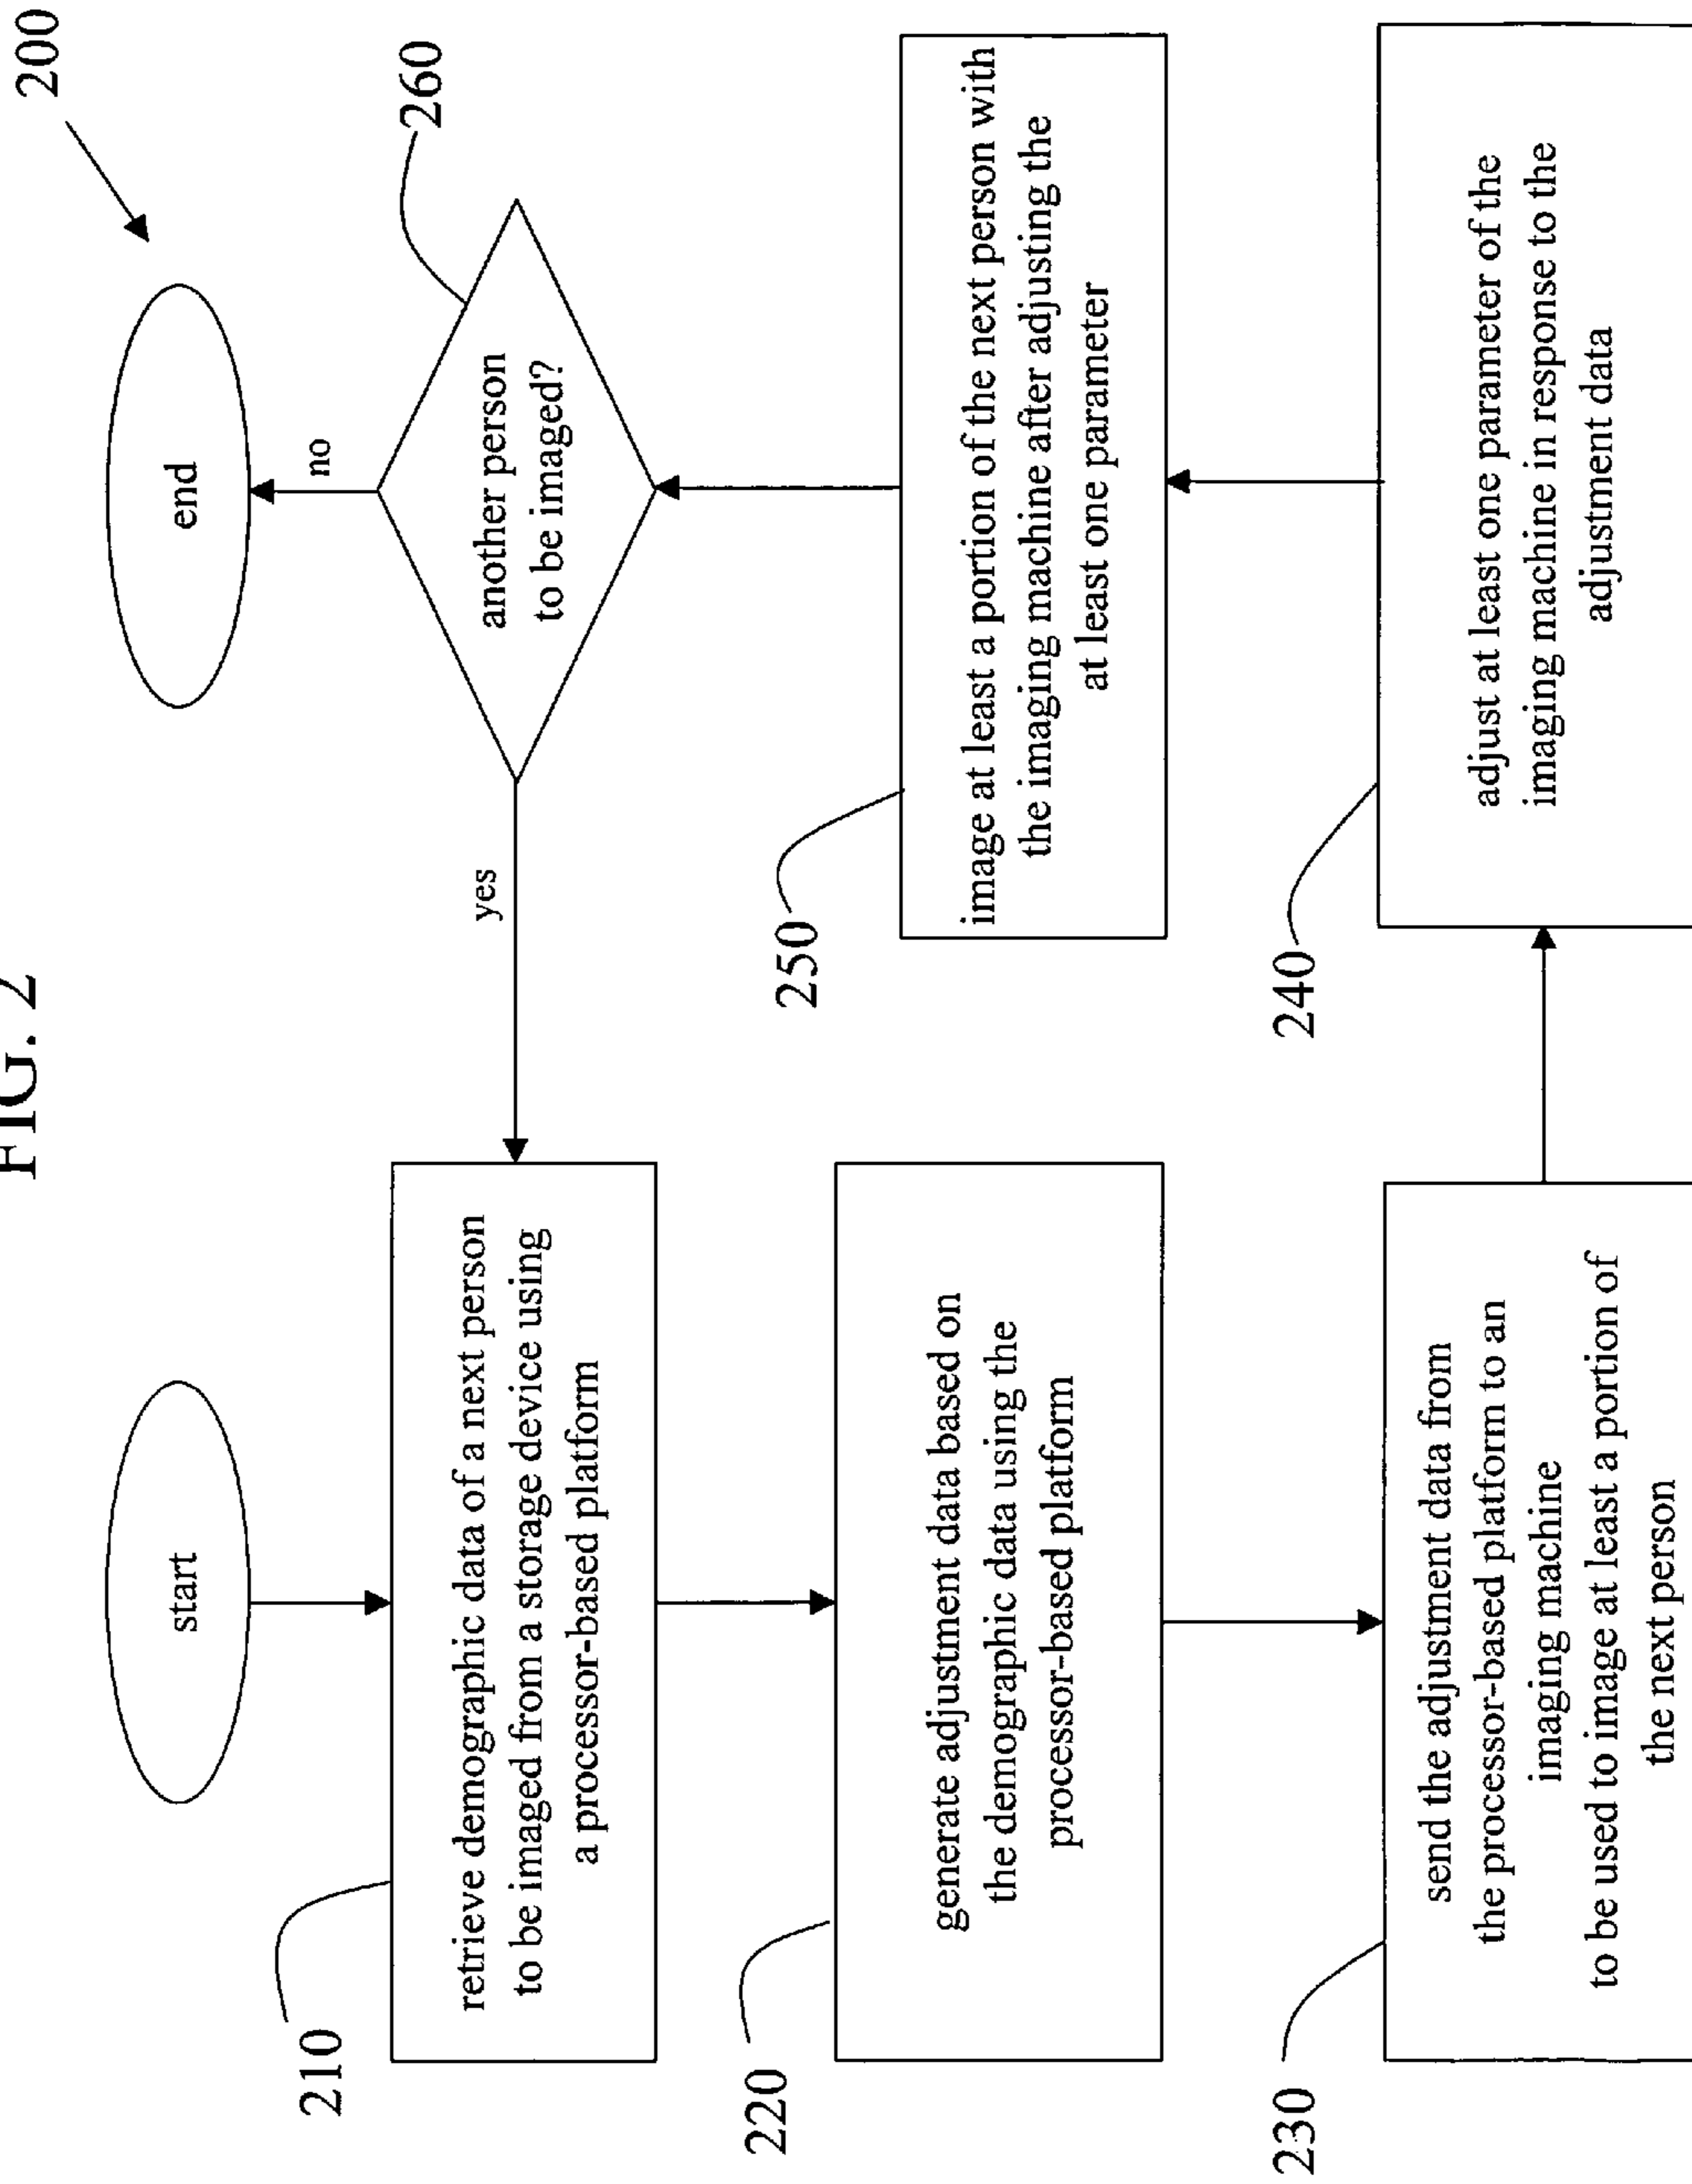 FIG. 2
200
start
210
retrieve demographic data of a next person
to be imaged from a storage device using
a processor-based platform
220
generate adjustment data based on
the demographic data using the
processor-based platform
230
send the adjustment data from
the processor-based platform to an
imaging machine
to be used to image at least a portion of
the next person
240
adjust at least one parameter of the
imaging machine in response to the
adjustment data
250
image at least a portion of the next person with
the imaging machine after adjusting the
at least one parameter
260
another person
to be imaged?
yes
no
end